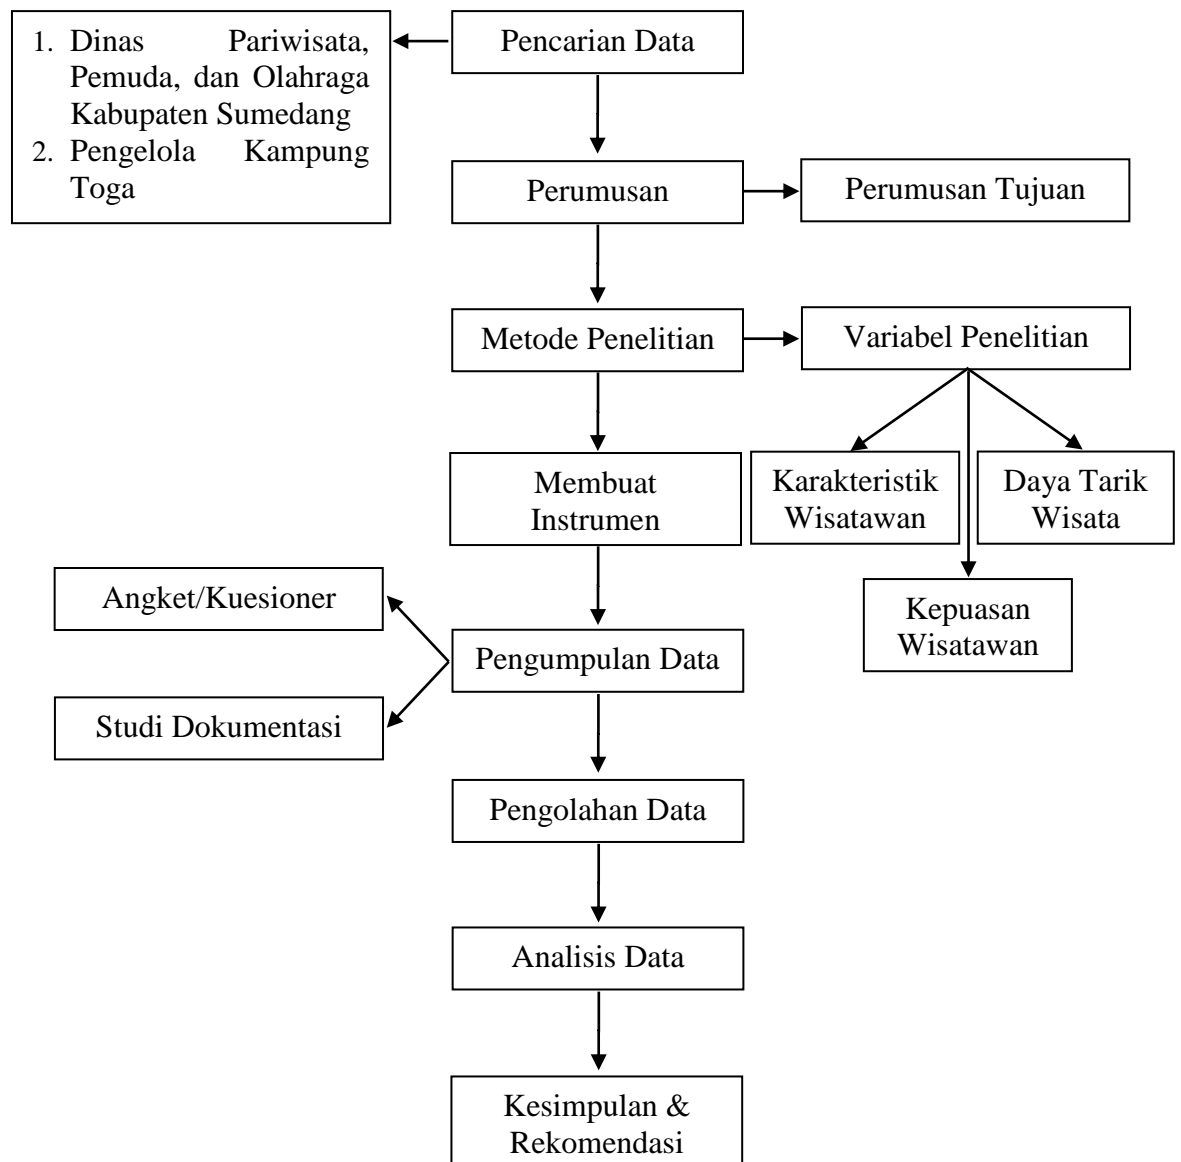 1. Dinas Pariwisata,
Pemuda, dan Olahraga
Kabupaten Sumedang
2. Pengelola Kampung
Toga
Pencarian Data
Perumusan
Perumusan Tujuan
Metode Penelitian
Variabel Penelitian
Membuat
Instrumen
Karakteristik
Wisatawan
Daya Tarik
Wisata
Kepuasan
Wisatawan
Angket/Kuesioner
Pengumpulan Data
Studi Dokumentasi
Pengolahan Data
Analisis Data
Kesimpulan &
Rekomendasi